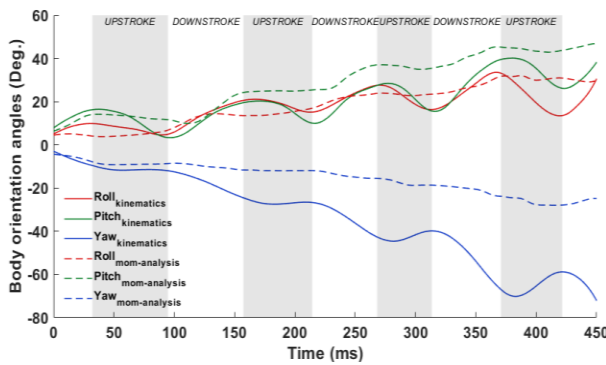 UPSTROKE DOWNSTROKE UPSTROKE DOWNSTROKE UPSTROKE DOWNSTROKE UPSTROKE
60
40
20
0
-20
-40
-60
-80
Body orientation angles (Deg.)
Roll kinematics
Pitch kinematics
Yaw kinematics
Roll mom-analysis
Pitch mom-analysis
Yaw mom-analysis
0 50 100 150 200 250 300 350 400 450
Time (ms)